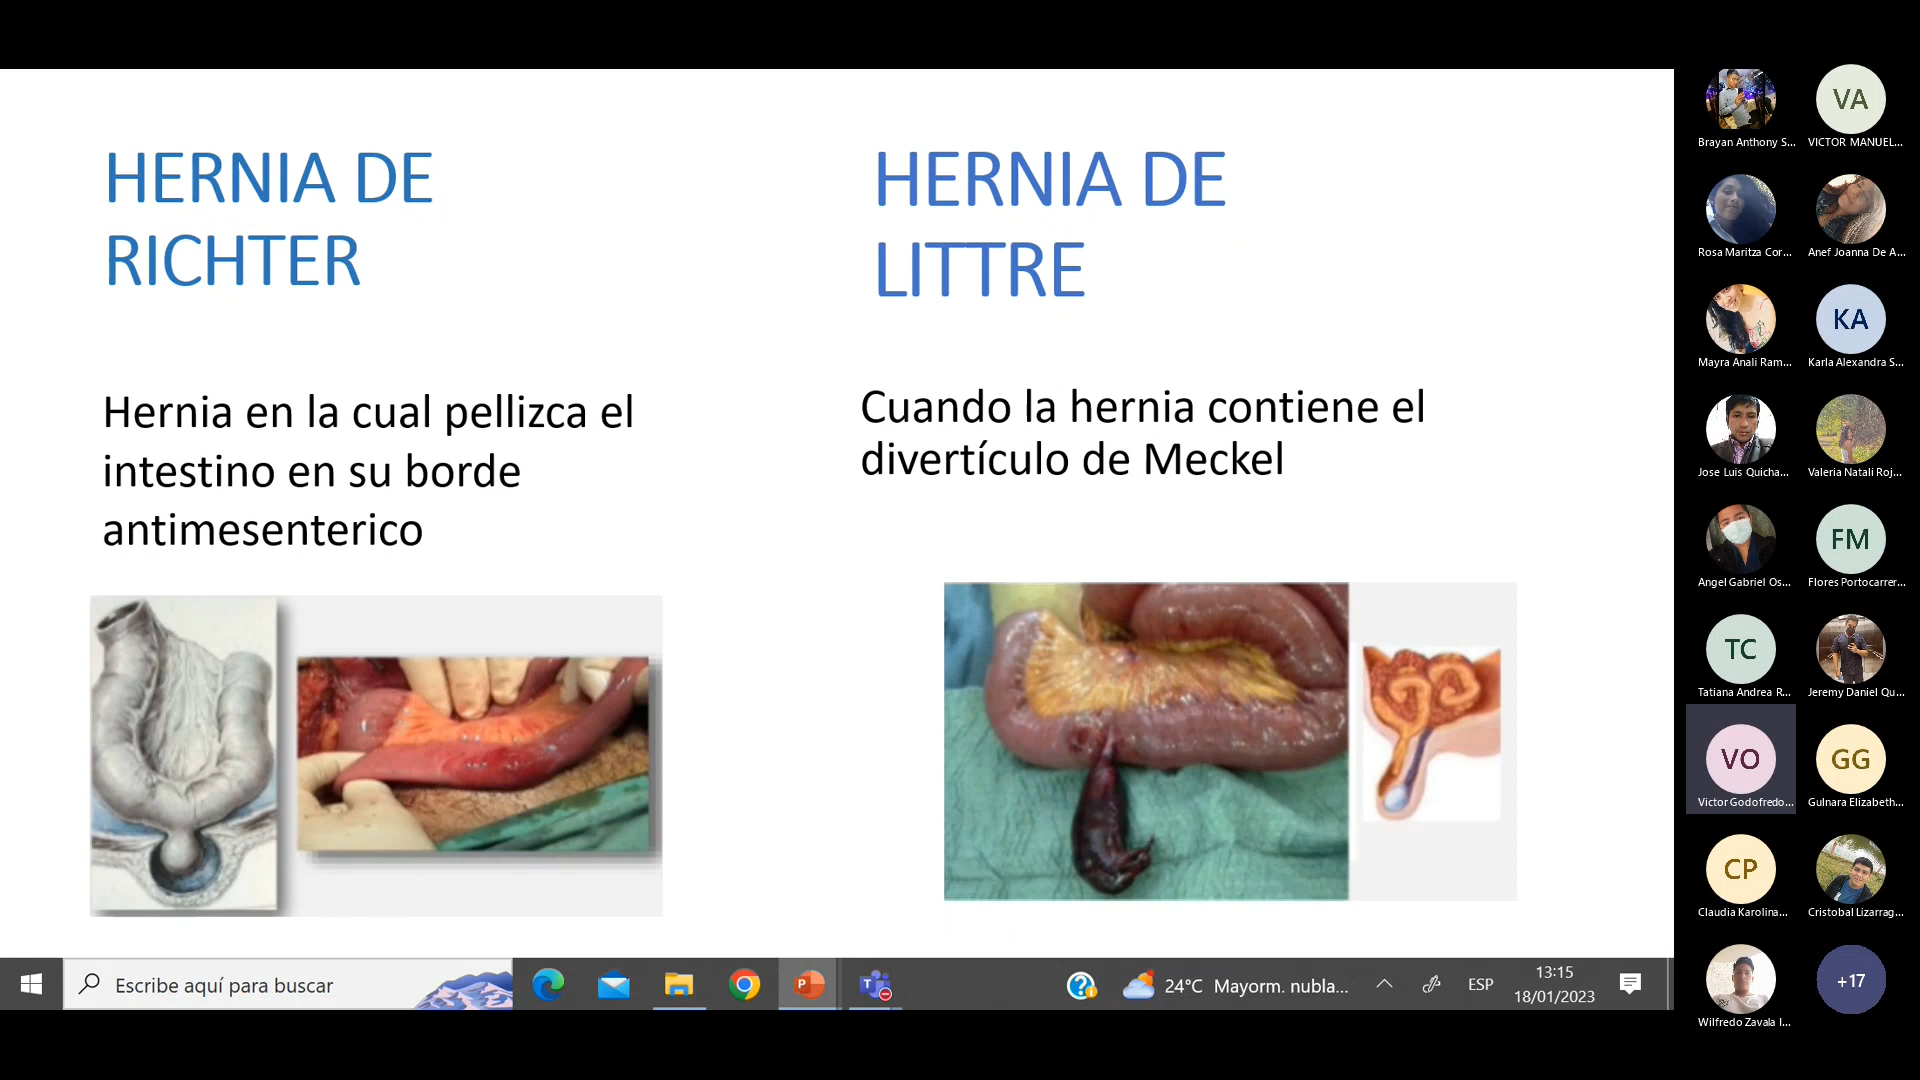 HERNIA DE
RICHTER
Hernia en la cual pellizca el
intestino en su borde
antimesenterico
HERNIA DE
LITTRE
Cuando la hernia contiene el
divertículo de Meckel
Brayan Anthony S...
VA
VICTOR MANUEL...
Rosa Maritza Cor...
Anef Joanna De A...
Mayra Anali Ram...
KA
Karla Alexandra S...
Jose Luis Quicha...
Valeria Natali Roj...
Angel Gabriel Os...
FM
Flores Portocarrer...
TC
Tatiana Andrea R...
Jeremy Daniel Qu...
VO
Victor Godofredo...
GG
Gulnara Elizabeth...
CP
Claudia Karolina...
Cristobal Lizarrag...
Wilfredo Zavala I...
+17
Escribe aquí para buscar
24°C Mayorm. nubla...
ESP
13:15
18/01/2023